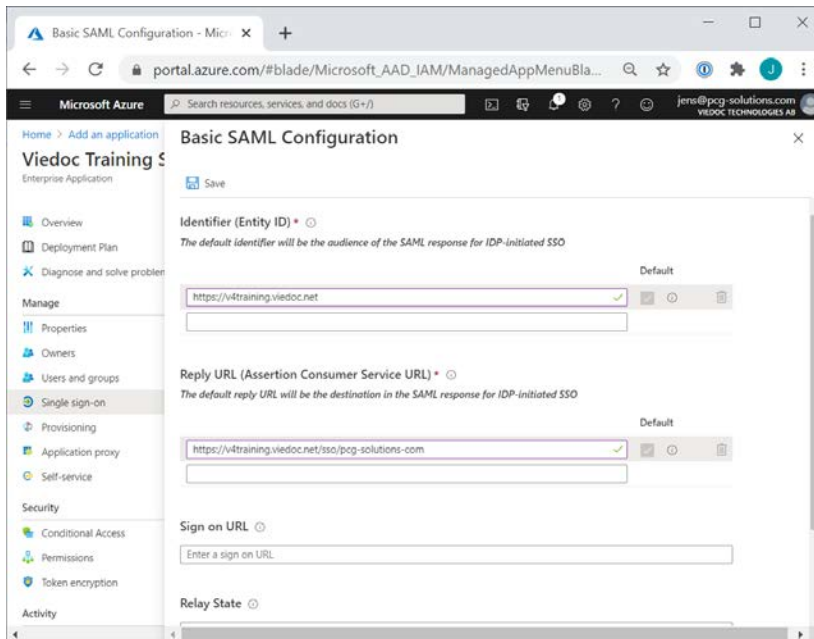 Basic SAML Configuration - Micr
portal.azure.com/#blade/Microsoft_AAD_IAM/ManagedAppMenuBla...
J
Microsoft Azure
Search resources, services, and docs (G+/)
1
jens@pcg-solutions.com
VIEDOC TECHNOLOGIES AB
Home > Add an application
Viedoc Training S
Enterprise Application
Overview
Deployment Plan
Diagnose and solve problem
Manage
Properties
Owners
Users and groups
Single sign-on
Provisioning
Application proxy
Self-service
Security
Conditional Access
Permissions
Token encryption
Activity
Basic SAML Configuration
Save
Identifier (Entity ID) *
The default identifier will be the audience of the SAML response for IDP-initiated SSO
Default
https://v4training.viedoc.net
Reply URL (Assertion Consumer Service URL) *
The default reply URL will be the destination in the SAML response for IDP-initiated SSO
Default
https://v4training.viedoc.net/sso/pcg-solutions-com
Sign on URL
Enter a sign on URL
Relay State